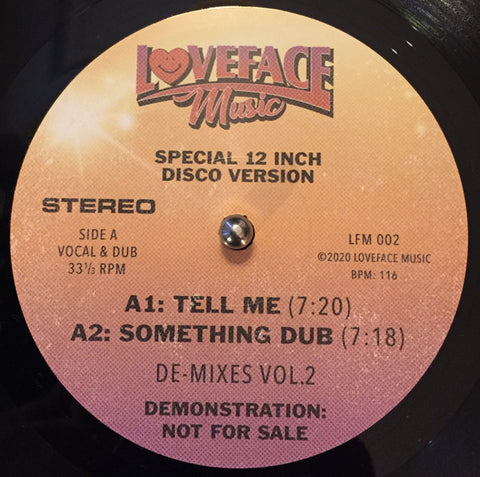 LOVEFACE
Music
SPECIAL 12 INCH
DISCO VERSION
STEREO
SIDE A
VOCAL & DUB
33⅓ RPM
LFM 002
©2020 LOVEFACE MUSIC
BPM: 116
A1: TELL ME (7:20)
A2: SOMETHING DUB (7:18)
DE-MIXES VOL.2
DEMONSTRATION:
NOT FOR SALE